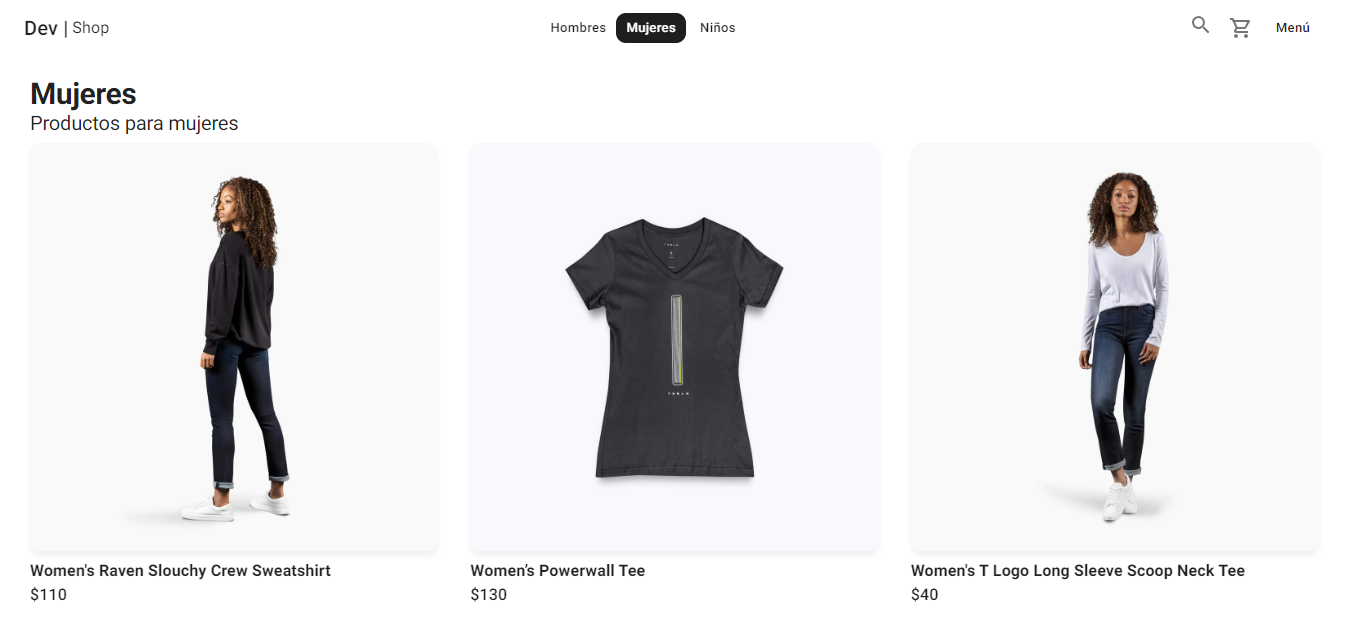 Dev | Shop
Hombres
Mujeres
Niños
Menú
Mujeres
Productos para mujeres
Women's Raven Slouchy Crew Sweatshirt
$110
Women’s Powerwall Tee
$130
Women's T Logo Long Sleeve Scoop Neck Tee
$40